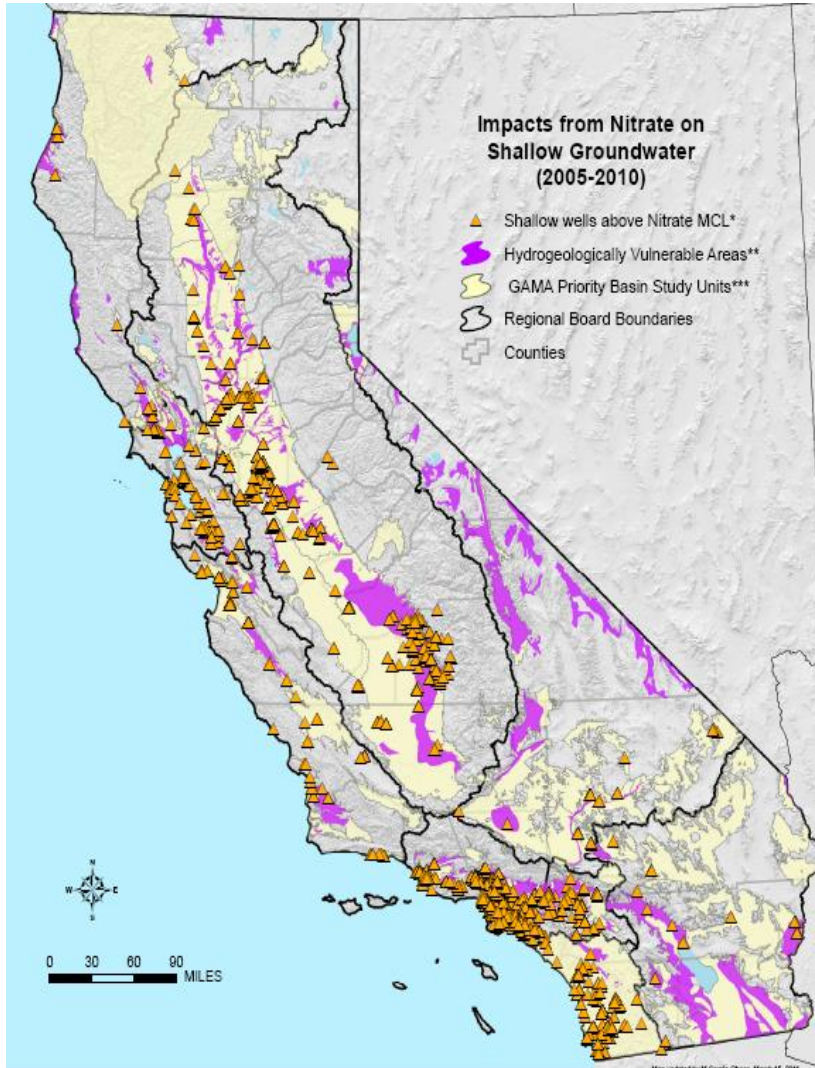 Impacts from Nitrate on
Shallow Groundwater
(2005-2010)
Shallow wells above Nitrate MCL*
Hydrogeologically Vulnerable Areas**
GAMA Priority Basin Study Units***
Regional Board Boundaries
Counties
N
W E
S
0 30 60 90
MILES